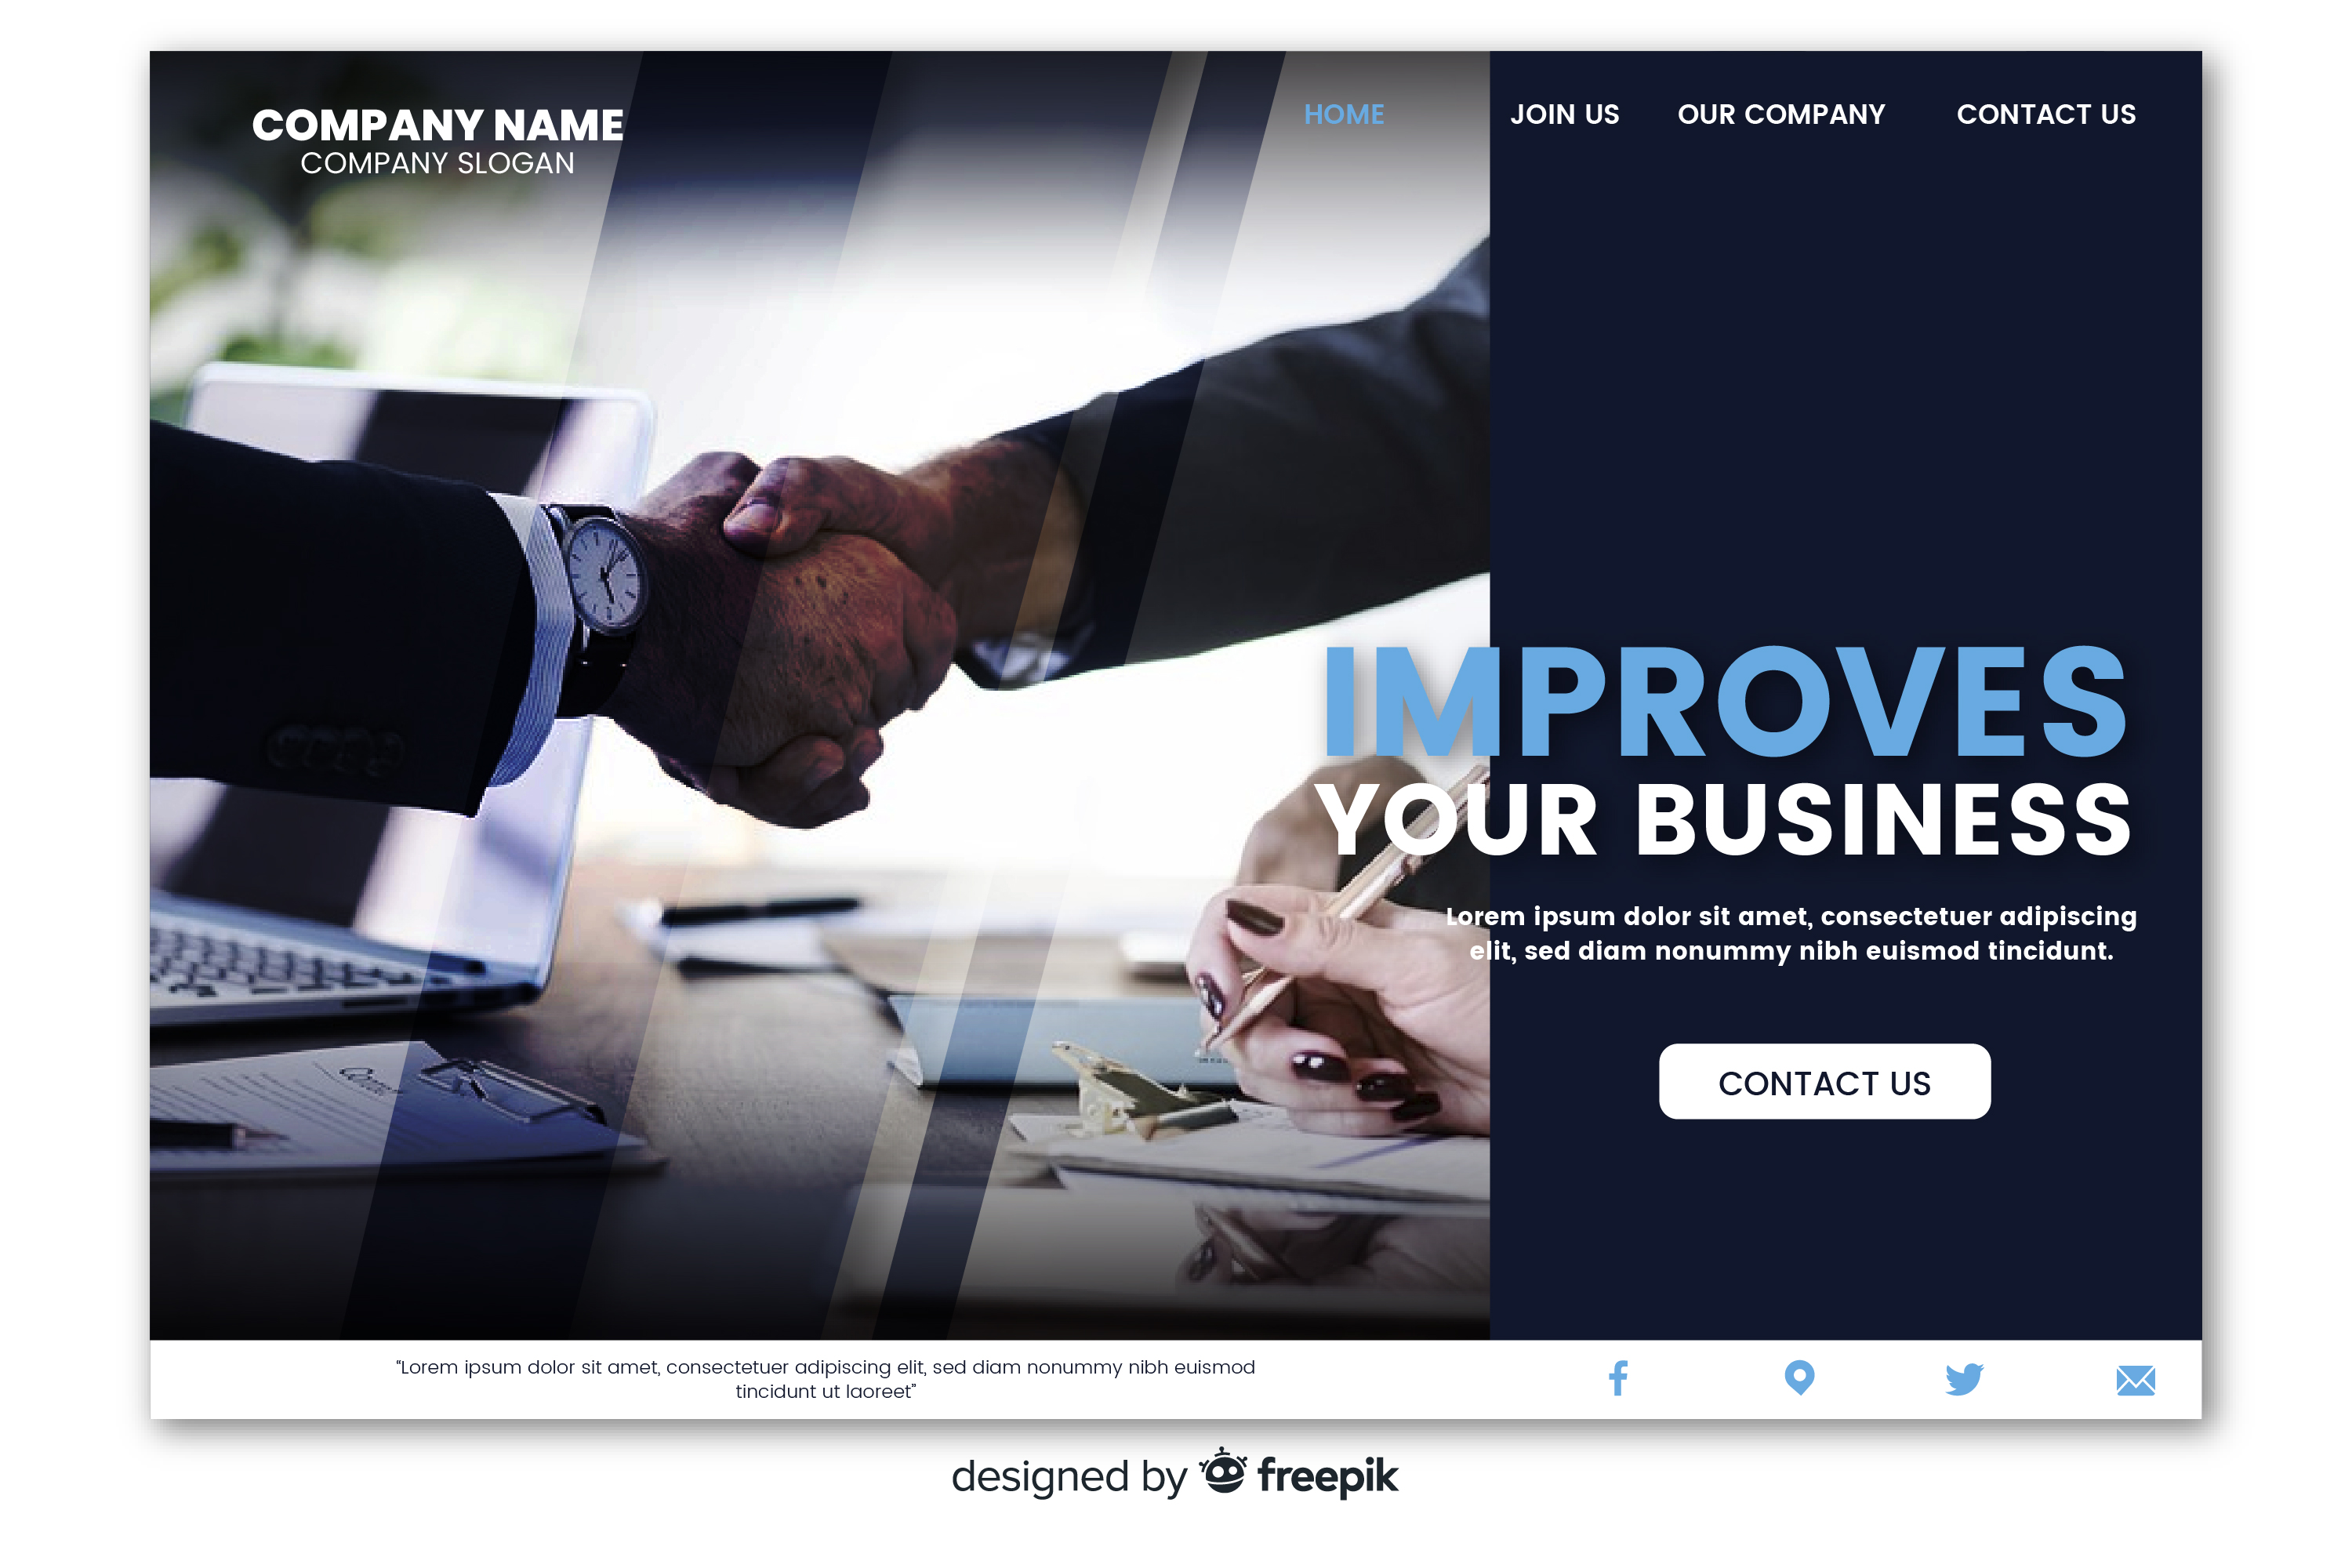 COMPANY NAME
COMPANY SLOGAN
HOME JOIN US OUR COMPANY CONTACT US
IMPROVES
YOUR BUSINESS
Lorem ipsum dolor sit amet, consectetuer adipiscing
elit, sed diam nonummy nibh euismod tincidunt.
CONTACT US
“Lorem ipsum dolor sit amet, consectetuer adipiscing elit, sed diam nonummy nibh euismod
tincidunt ut laoreet”
designed by freepik